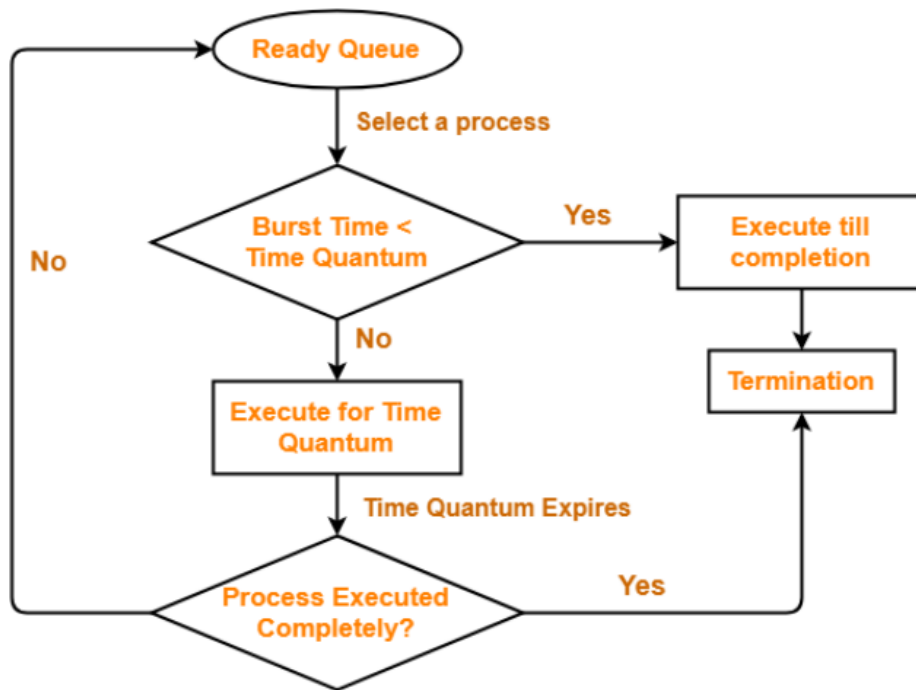 Ready Queue
Select a process
Burst Time <
Time Quantum
Yes
Execute till
completion
No
No
Termination
Execute for Time
Quantum
Time Quantum Expires
Process Executed
Completely?
Yes